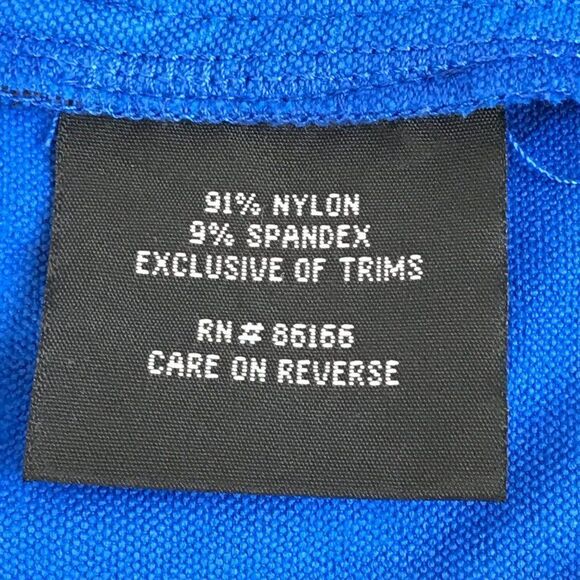 91% NYLON
9% SPANDEX
EXCLUSIVE OF TRIMS
RN # 86166
CARE ON REVERSE